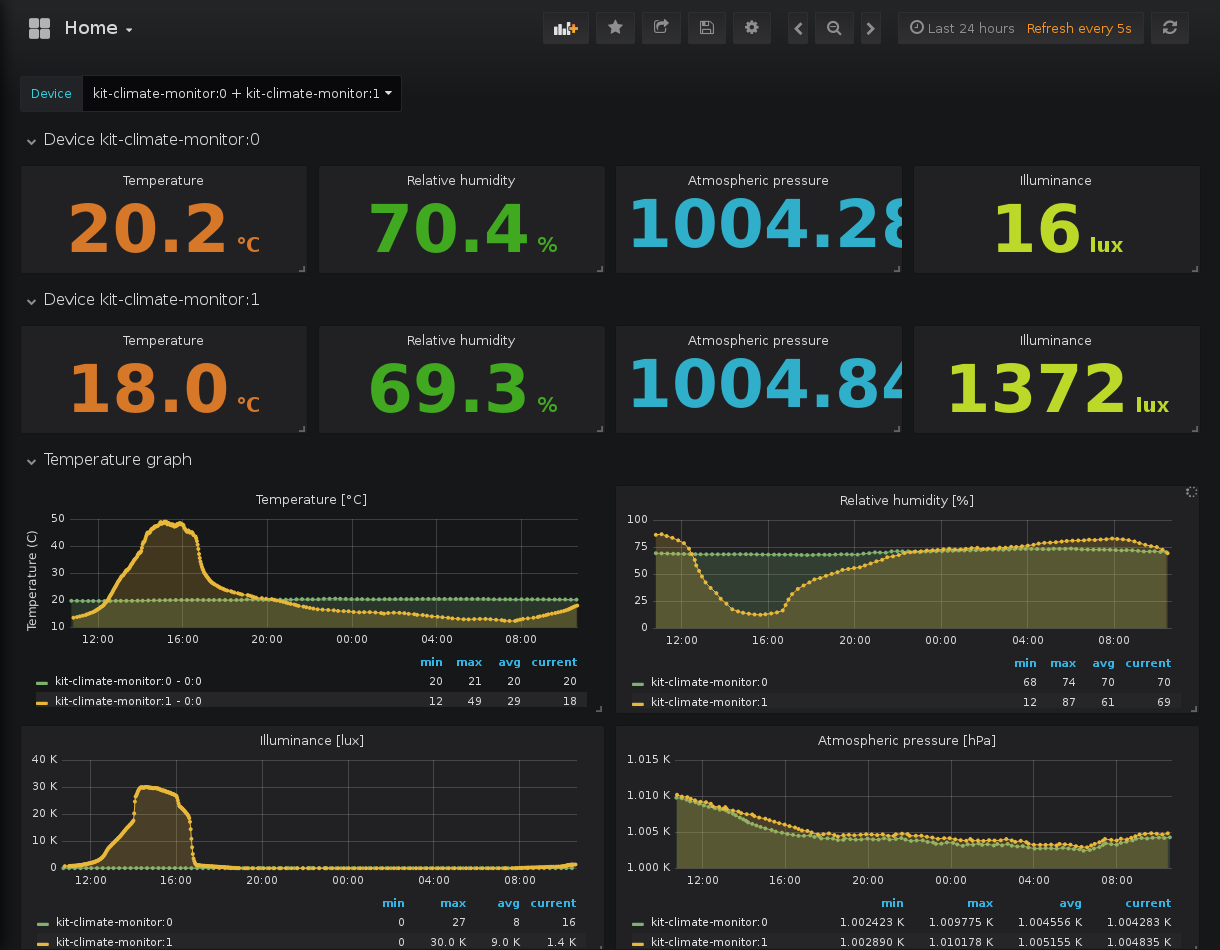 Home
Last 24 hours Refresh every 5s
Device kit-climate-monitor:0 + kit-climate-monitor:1
Device kit-climate-monitor:0
Temperature Relative humidity Atmospheric pressure Illuminance
20.2 °C 70.4 % 1004.28 16 lux
Device kit-climate-monitor:1
Temperature Relative humidity Atmospheric pressure Illuminance
18.0 °C 69.3 % 1004.84 1372 lux
Temperature graph
Temperature [°C]
Temperature (C)
50
40
30
20
10
12:00 16:00 20:00 00:00 04:00 08:00
min max avg current
kit-climate-monitor:0 - 0:0 20 21 20 20
kit-climate-monitor:1 - 0:0 12 49 29 18
Relative humidity [%]
100
75
50
25
0
12:00 16:00 20:00 00:00 04:00 08:00
min max avg current
kit-climate-monitor:0 68 74 70 70
kit-climate-monitor:1 12 87 61 69
Illuminance [lux]
40 K
30 K
20 K
10 K
0
12:00 16:00 20:00 00:00 04:00 08:00
min max avg current
kit-climate-monitor:0 0 27 8 16
kit-climate-monitor:1 0 30.0 K 9.0 K 1.4 K
Atmospheric pressure [hPa]
1.015 K
1.010 K
1.005 K
1.000 K
12:00 16:00 20:00 00:00 04:00 08:00
min max avg current
kit-climate-monitor:0 1.002423 K 1.009775 K 1.004556 K 1.004283 K
kit-climate-monitor:1 1.002890 K 1.010178 K 1.005155 K 1.004835 K